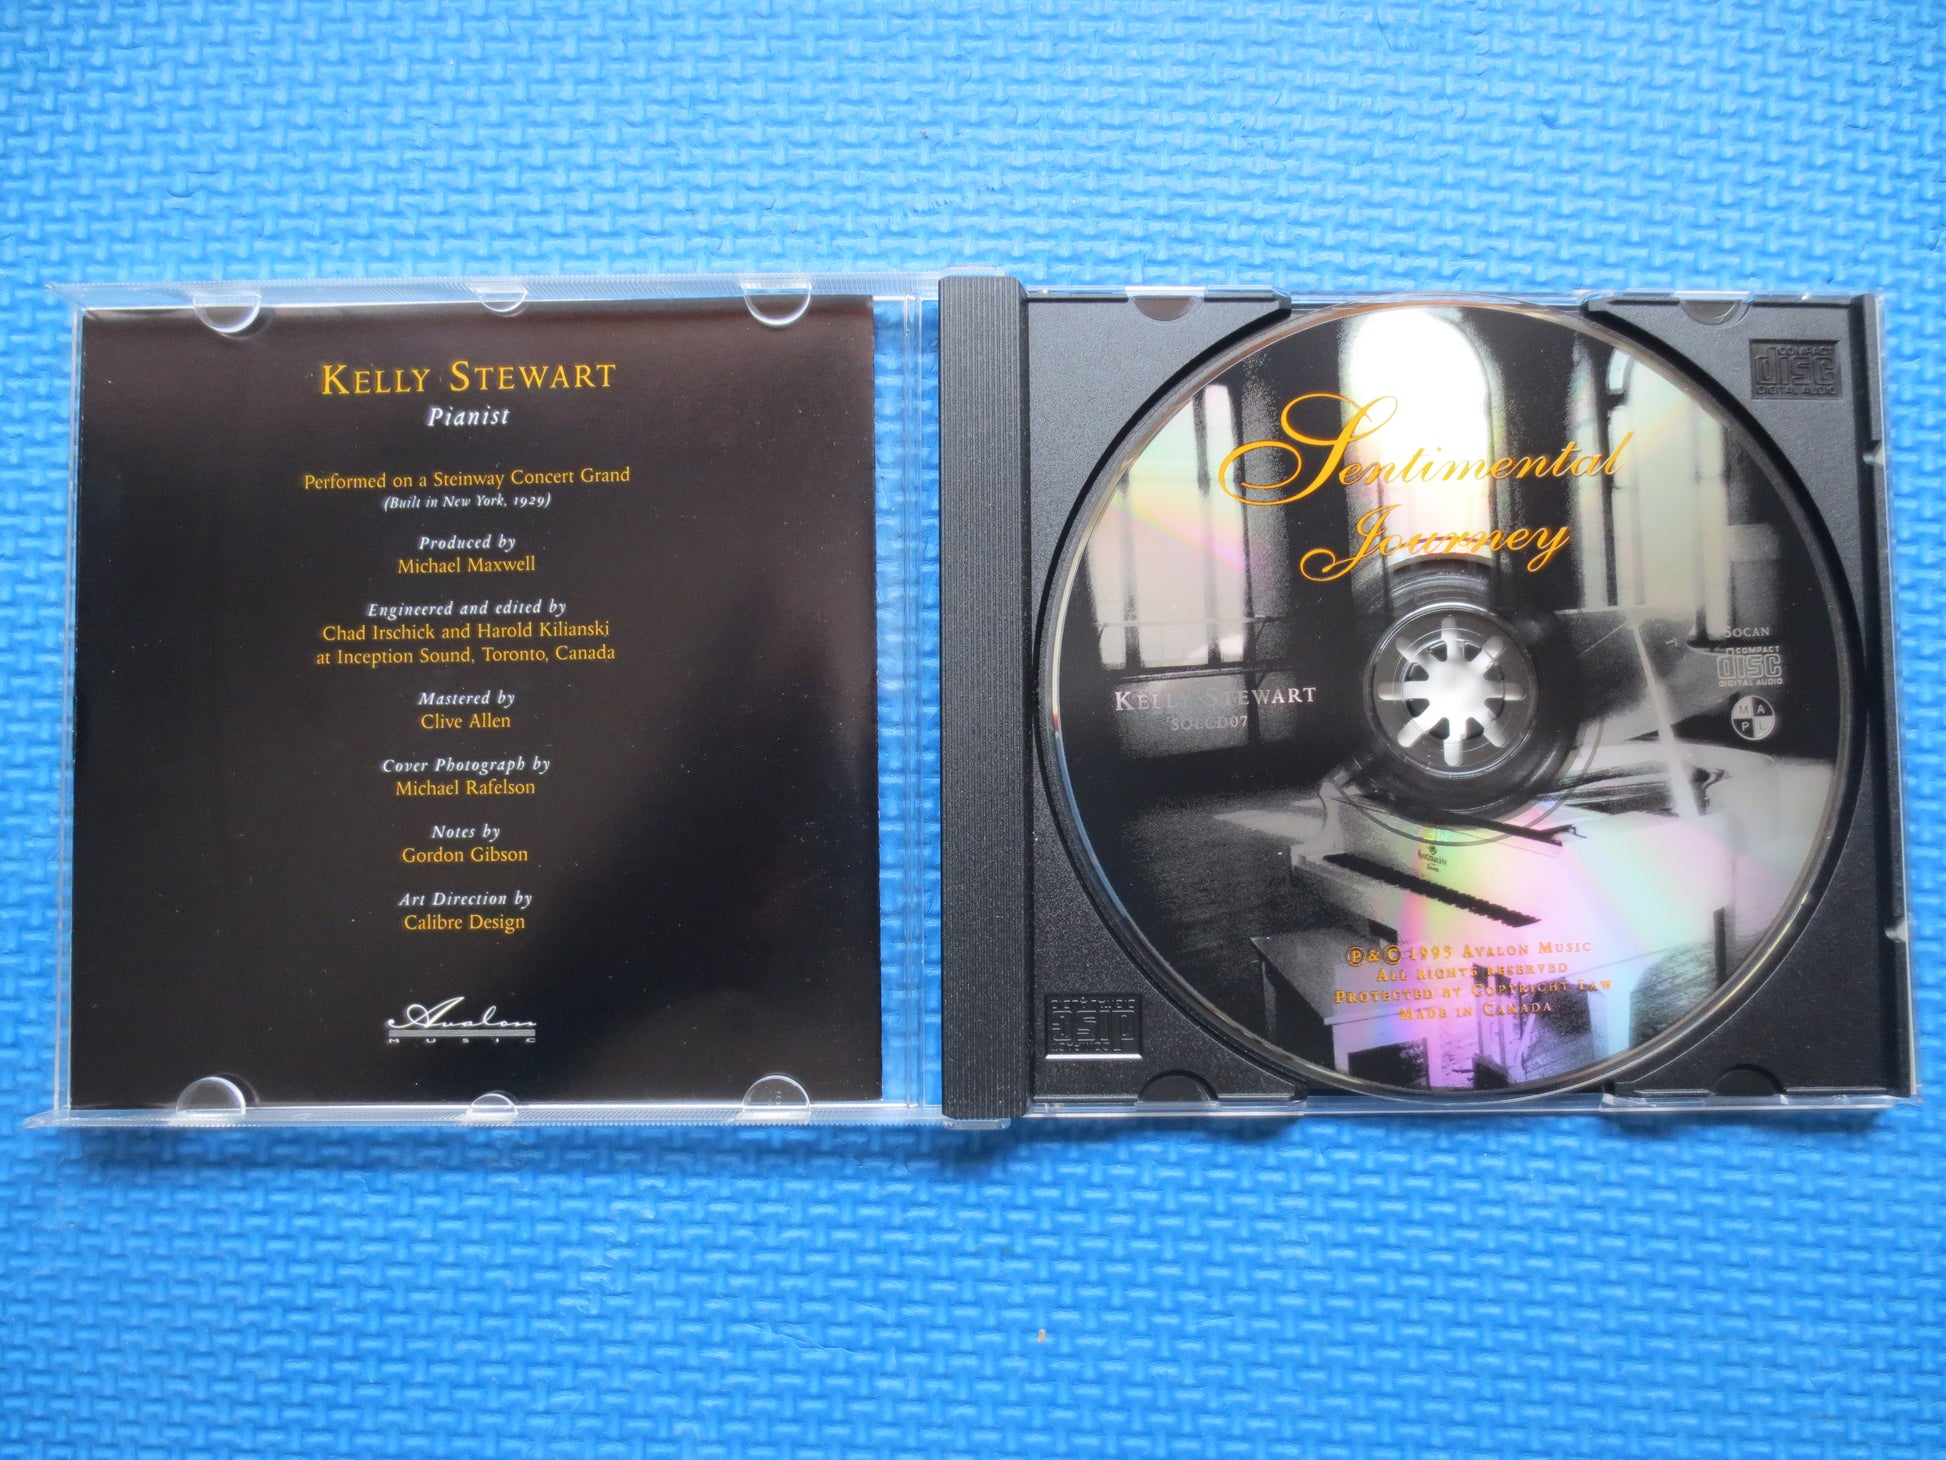 KELLY STEWART
Pianist
Performed on a Steinway Concert Grand
(Built in New York, 1929)
Produced by
Michael Maxwell
Engineered and edited by
Chad Irschick and Harold Kilianski
at Inception Sound, Toronto, Canada
Mastered by
Clive Allen
Cover Photograph by
Michael Rafelson
Notes by
Gordon Gibson
Art Direction by
Calibre Design
Avalon
MUSIC
Sentimental
Journey
KELLY STEWART
SOLCD07
SOCAN
COMPACT
disc
DIGITAL AUDIO
M A
P L
Ⓟ & © 1995 AVALON MUSIC
ALL RIGHTS RESERVED
PROTECTED BY COPYRIGHT LAW
MADE IN CANADA
COMPACT
disc
DIGITAL AUDIO
COMPACT
disc
DIGITAL AUDIO